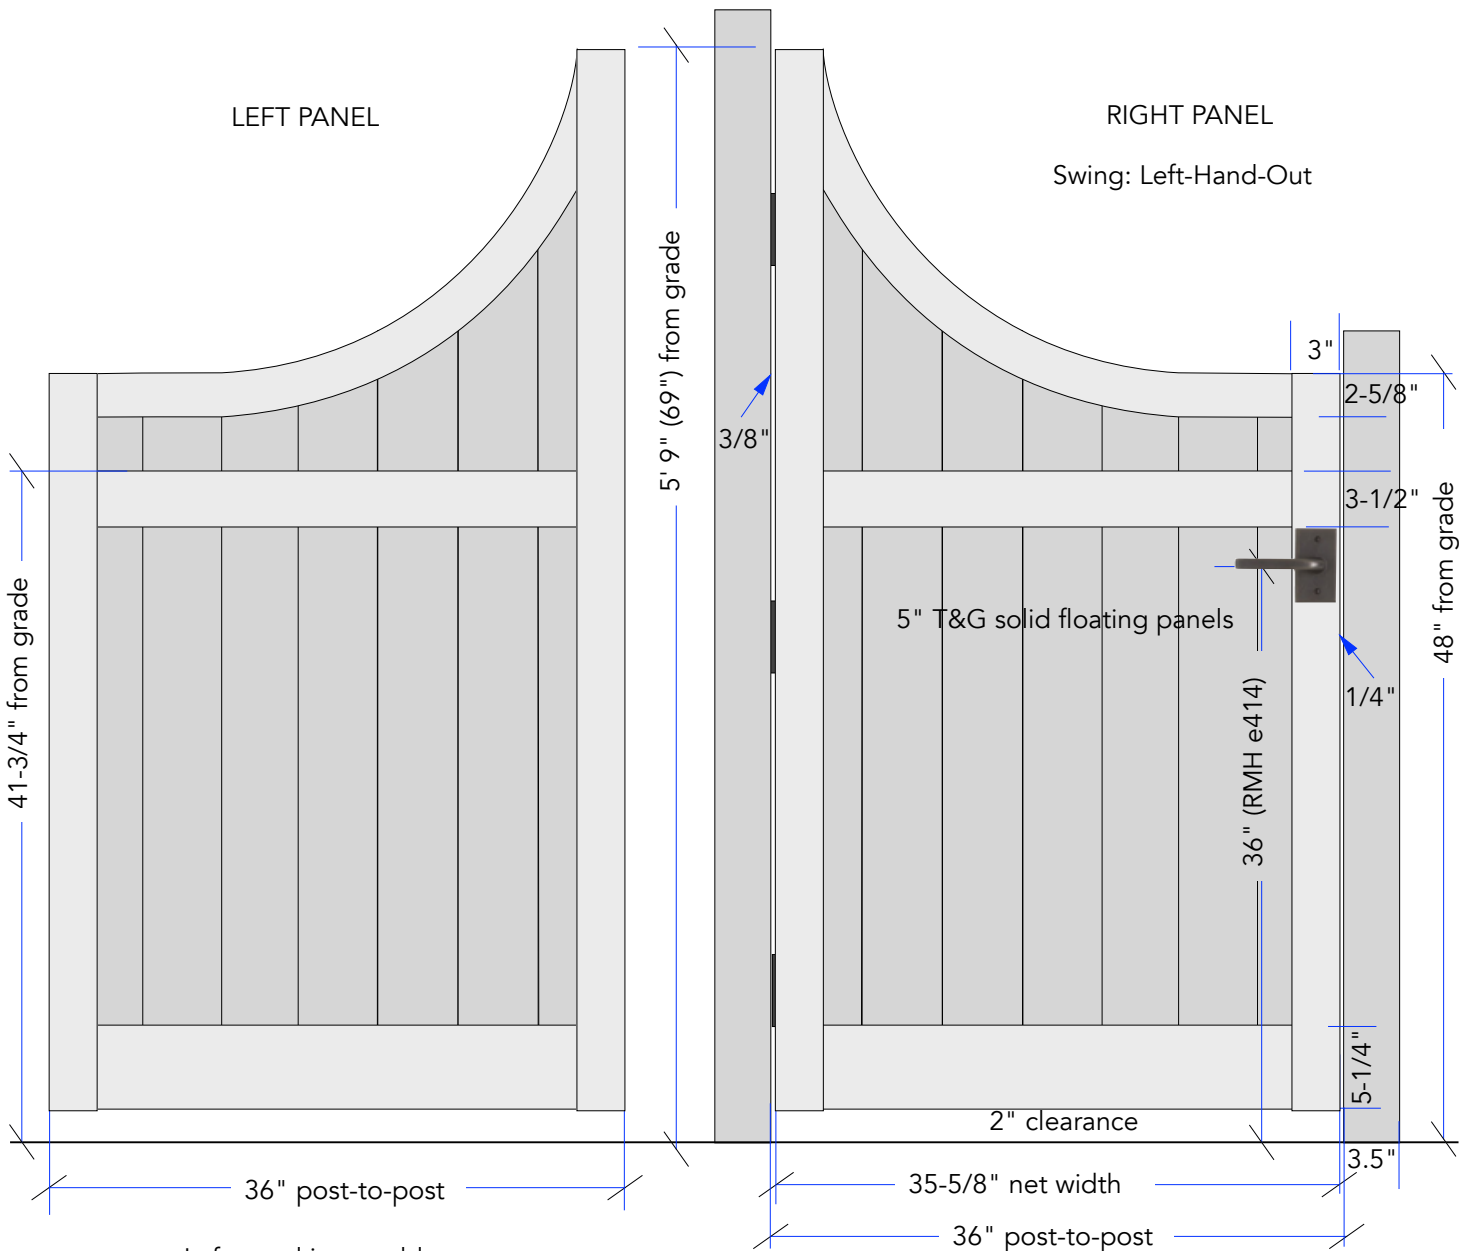 LEFT PANEL
RIGHT PANEL
Swing: Left-Hand-Out
5' 9" (69") from grade
3"
2-5/8"
3/8"
3-1/2"
48" from grade
41-3/4" from grade
5" T&G solid floating panels
36" (RMH e414)
1/4"
5-1/4"
2" clearance
3.5"
36" post-to-post
35-5/8" net width
36" post-to-post